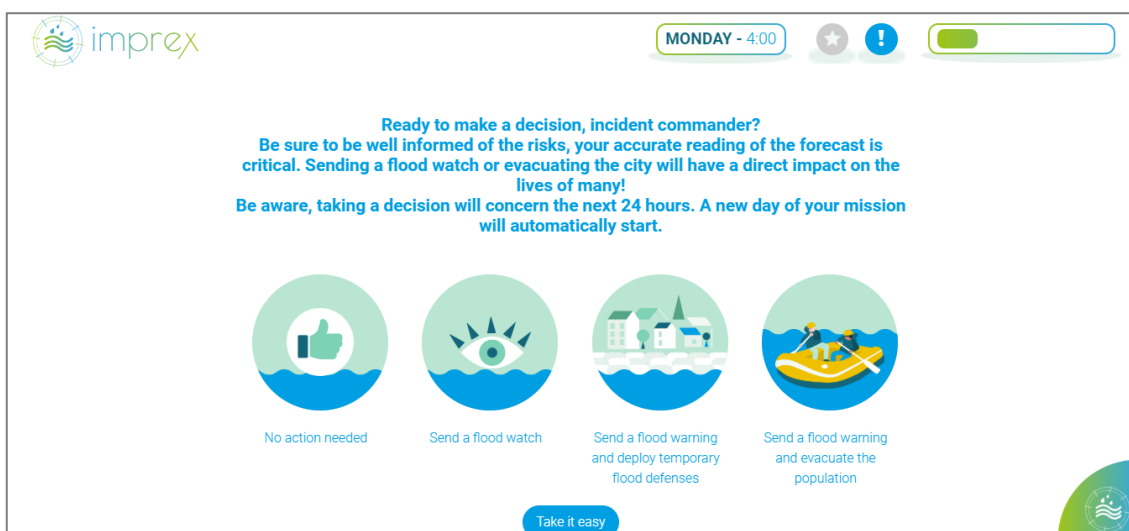 imprex
MONDAY - 4:00
Ready to make a decision, incident commander?
Be sure to be well informed of the risks, your accurate reading of the forecast is
critical. Sending a flood watch or evacuating the city will have a direct impact on the
lives of many!
Be aware, taking a decision will concern the next 24 hours. A new day of your mission
will automatically start.
No action needed
Send a flood watch
Send a flood warning
and deploy temporary
flood defenses
Send a flood warning
and evacuate the
population
Take it easy